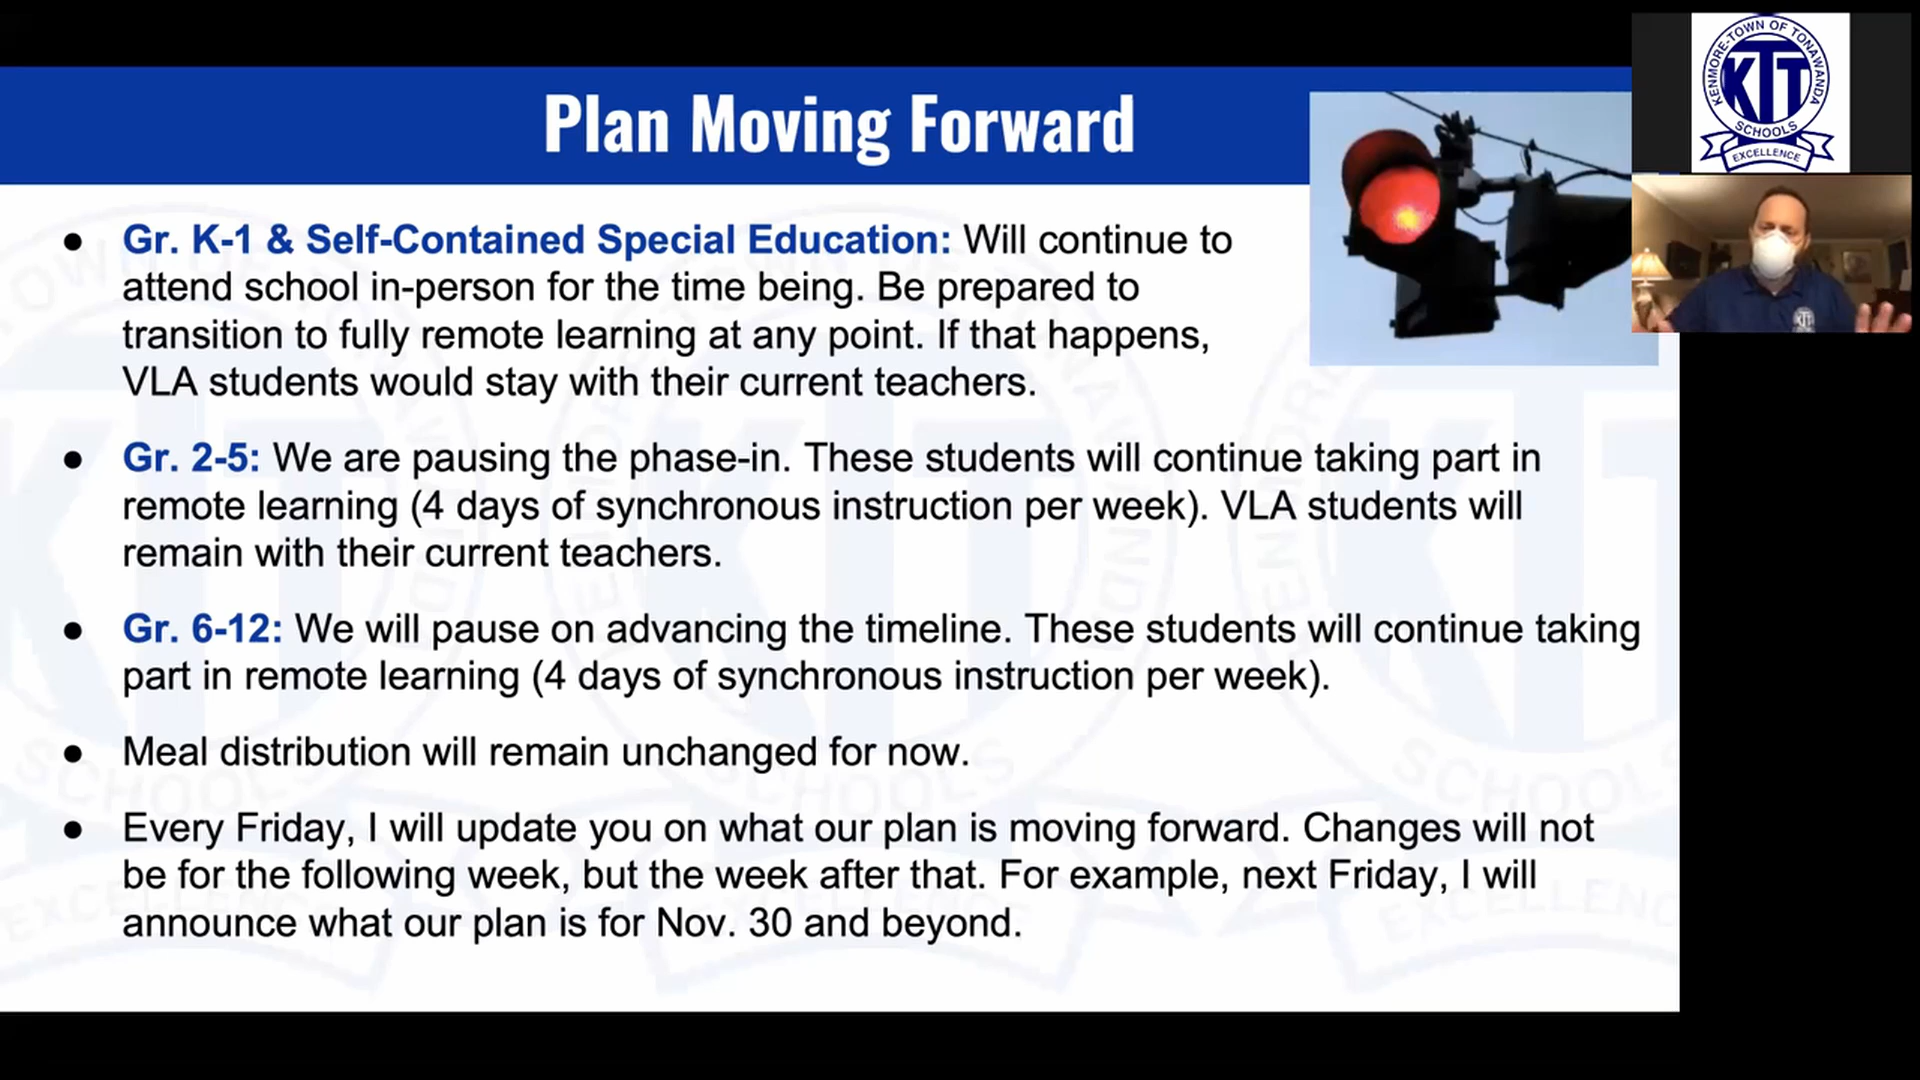 Plan Moving Forward
KENMORE-TOWN OF TONAWANDA
KTT
SCHOOLS
EXCELLENCE
● Gr. K-1 & Self-Contained Special Education: Will continue to
attend school in-person for the time being. Be prepared to
transition to fully remote learning at any point. If that happens,
VLA students would stay with their current teachers.
● Gr. 2-5: We are pausing the phase-in. These students will continue taking part in
remote learning (4 days of synchronous instruction per week). VLA students will
remain with their current teachers.
● Gr. 6-12: We will pause on advancing the timeline. These students will continue taking
part in remote learning (4 days of synchronous instruction per week).
● Meal distribution will remain unchanged for now.
● Every Friday, I will update you on what our plan is moving forward. Changes will not
be for the following week, but the week after that. For example, next Friday, I will
announce what our plan is for Nov. 30 and beyond.